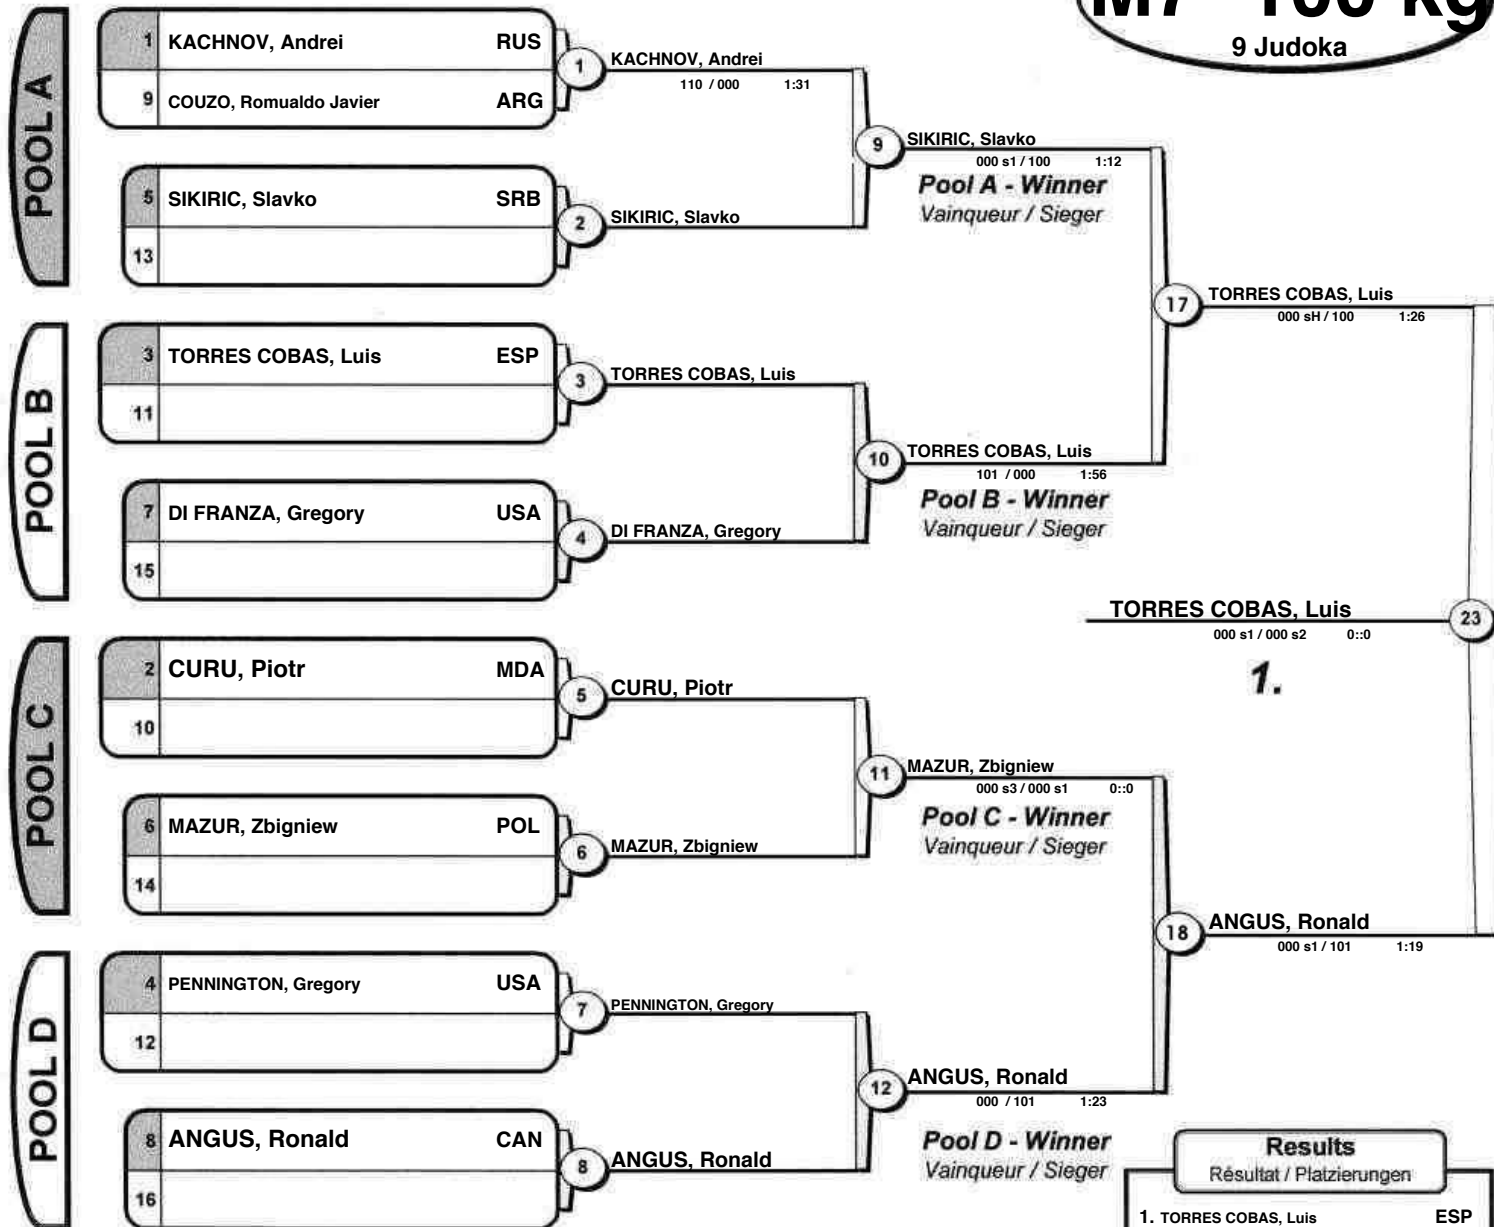 M7 -100 kg
9 Judoka
POOL A
1 KACHNOV, Andrei RUS
9 COUZO, Romualdo Javier ARG
1
KACHNOV, Andrei
110 / 000 1:31
5 SIKIRIC, Slavko SRB
13
2
SIKIRIC, Slavko
9
SIKIRIC, Slavko
000 s1 / 100 1:12
Pool A - Winner
Vainqueur / Sieger
POOL B
3 TORRES COBAS, Luis ESP
11
3
TORRES COBAS, Luis
7 DI FRANZA, Gregory USA
15
4
DI FRANZA, Gregory
10
TORRES COBAS, Luis
101 / 000 1:56
Pool B - Winner
Vainqueur / Sieger
17
TORRES COBAS, Luis
000 sH / 100 1:26
TORRES COBAS, Luis
000 s1 / 000 s2 0::0
23
1.
POOL C
2 CURU, Piotr MDA
10
5
CURU, Piotr
6 MAZUR, Zbigniew POL
14
6
MAZUR, Zbigniew
11
MAZUR, Zbigniew
000 s3 / 000 s1 0::0
Pool C - Winner
Vainqueur / Sieger
18
ANGUS, Ronald
000 s1 / 101 1:19
POOL D
4 PENNINGTON, Gregory USA
12
7
PENNINGTON, Gregory
8 ANGUS, Ronald CAN
16
8
ANGUS, Ronald
12
ANGUS, Ronald
000 / 101 1:23
Pool D - Winner
Vainqueur / Sieger
Results
Résultat / Platzierungen
1. TORRES COBAS, Luis ESP